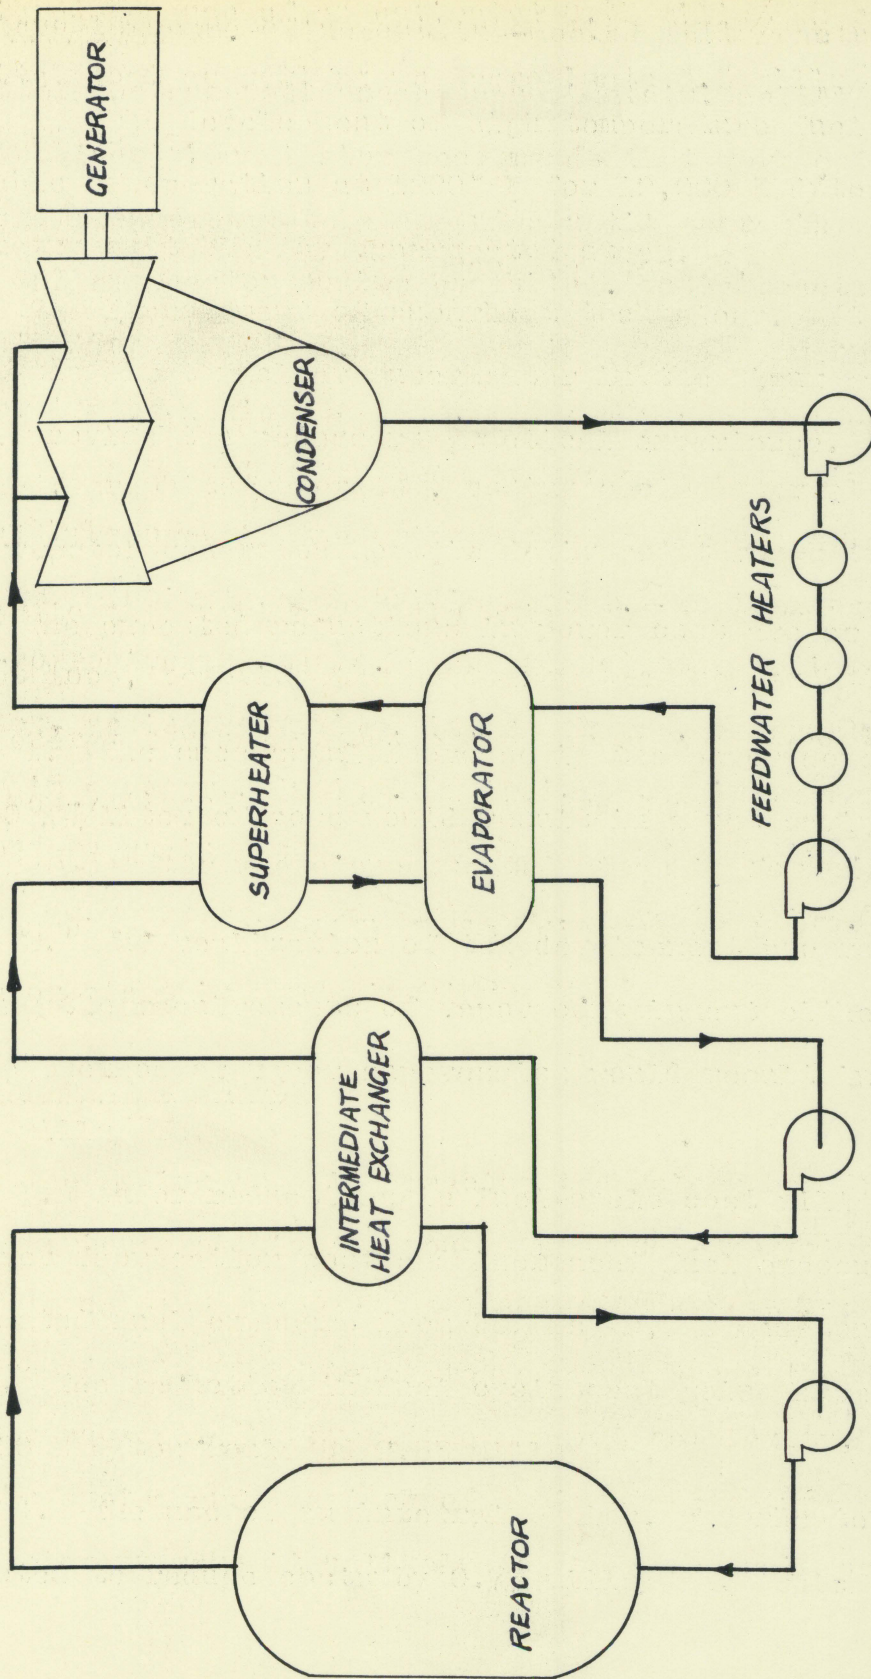 REACTOR
INTERMEDIATE
HEAT EXCHANGER
SUPERHEATER
EVAPORATOR
GENERATOR
CONDENSER
FEEDWATER HEATERS